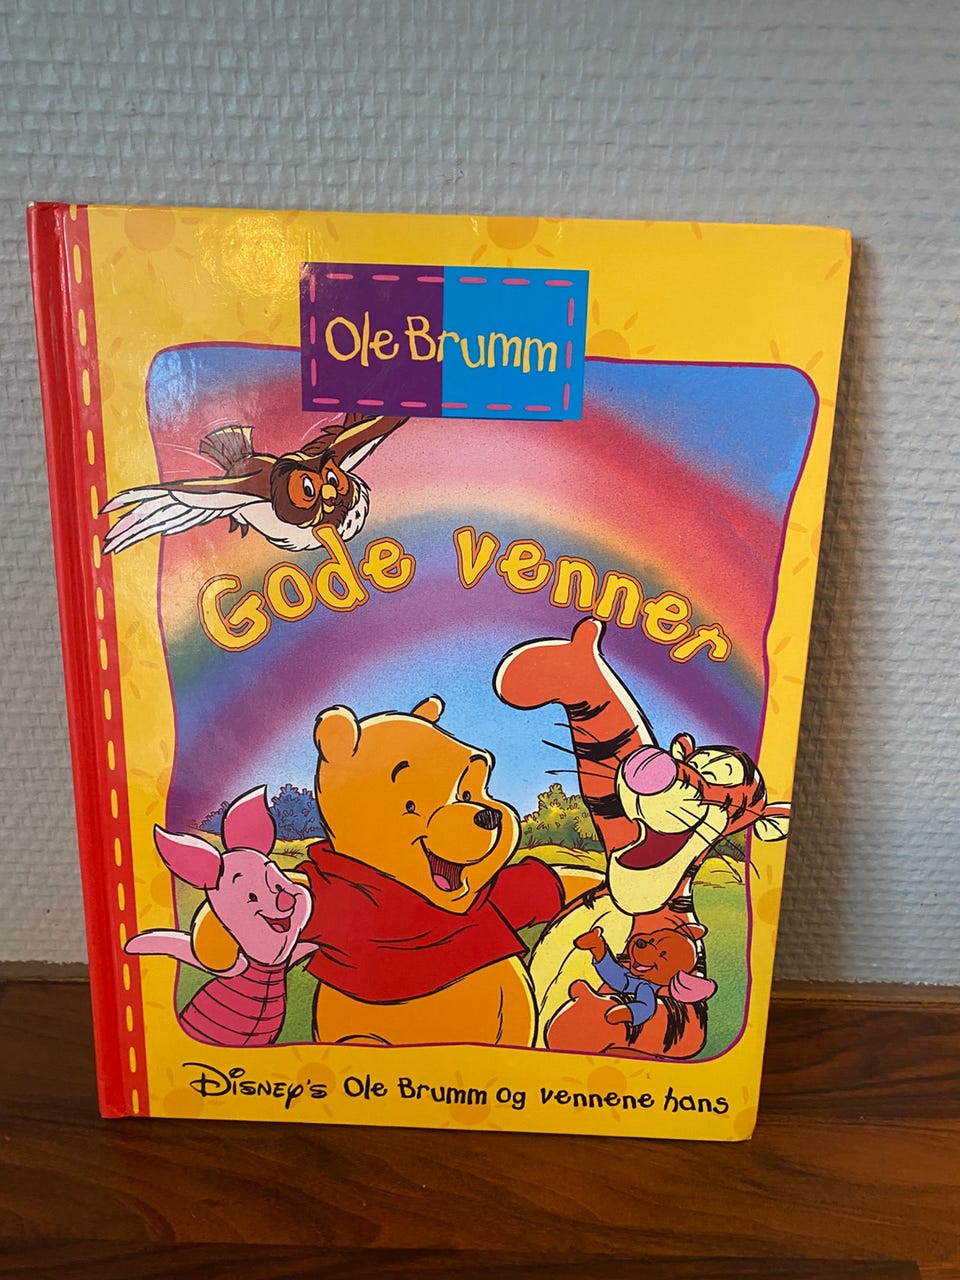 Ole Brumm
Gode venner
Disney's Ole Brumm og vennene hans